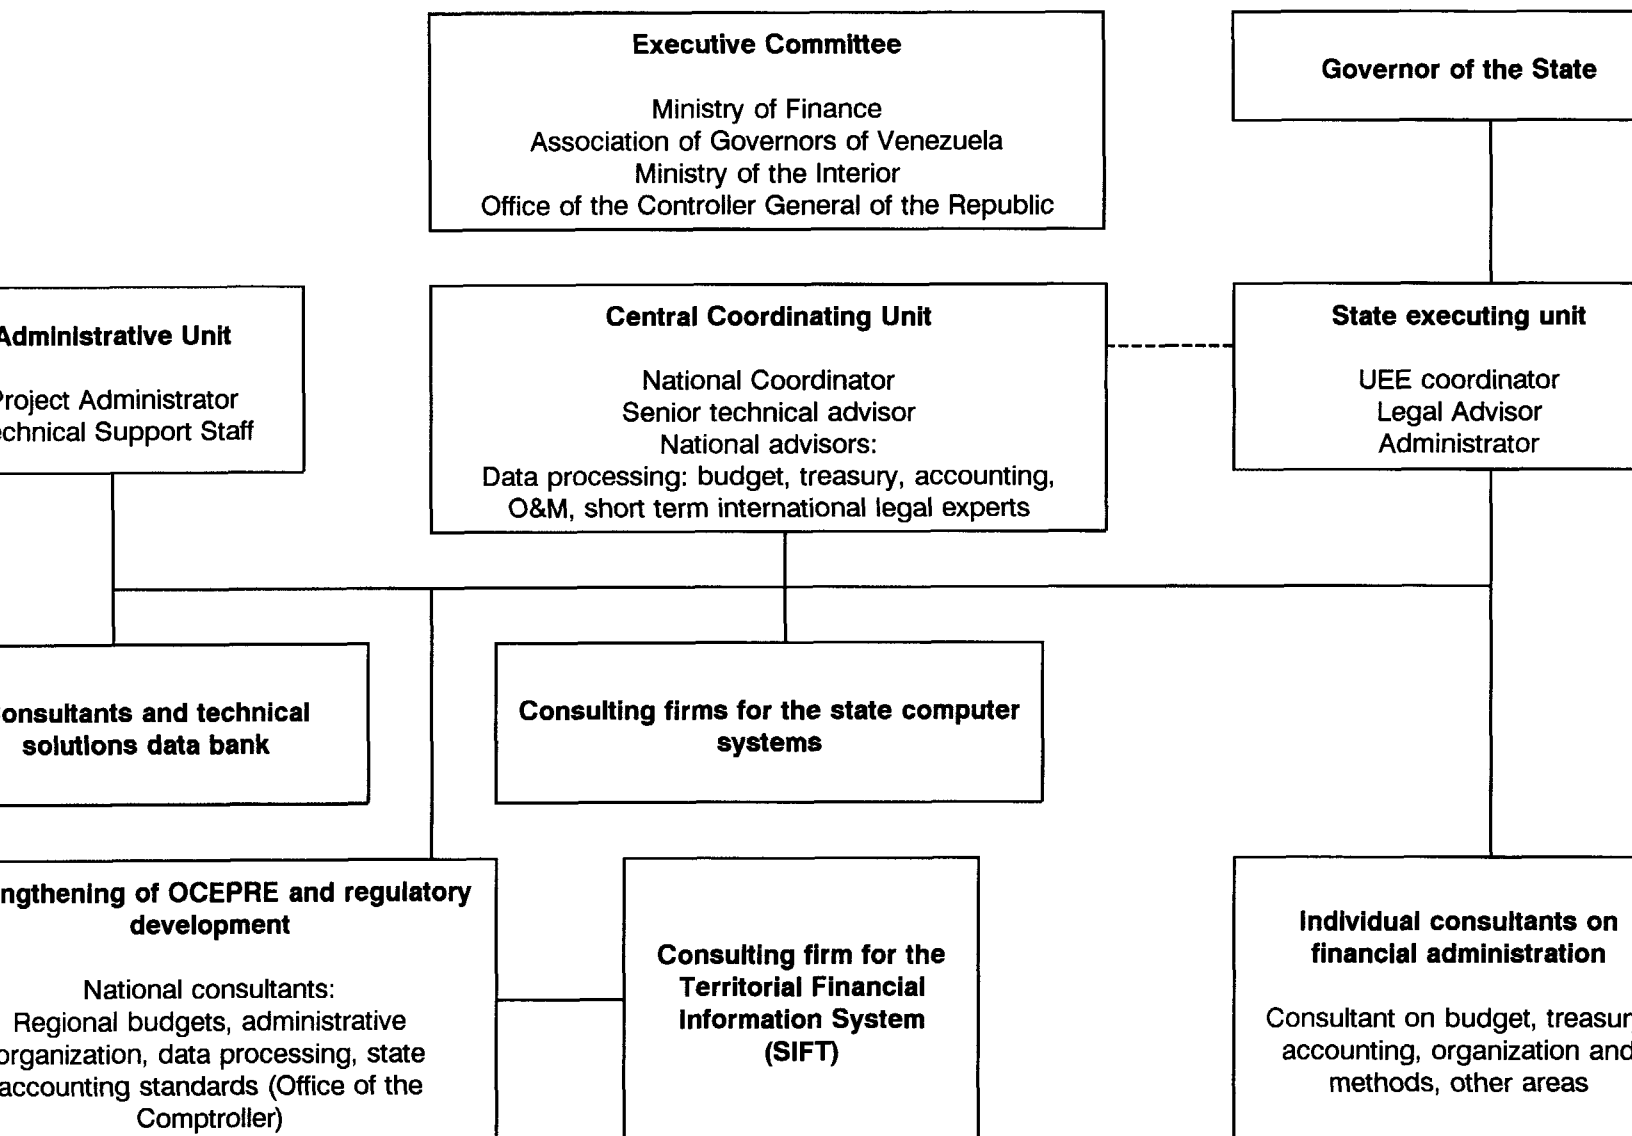 Executive Committee
Ministry of Finance
Association of Governors of Venezuela
Ministry of the Interior
Office of the Controller General of the Republic
Governor of the State
Administrative Unit
Project Administrator
Technical Support Staff
Central Coordinating Unit
National Coordinator
Senior technical advisor
National advisors:
Data processing: budget, treasury, accounting,
O&M, short term international legal experts
State executing unit
UEE coordinator
Legal Advisor
Administrator
Consultants and technical
solutions data bank
Consulting firms for the state computer
systems
ngthening of OCEPRE and regulatory
development
National consultants:
Regional budgets, administrative
organization, data processing, state
accounting standards (Office of the
Comptroller)
Consulting firm for the
Territorial Financial
Information System
(SIFT)
Individual consultants on
financial administration
Consultant on budget, treasury
accounting, organization and
methods, other areas